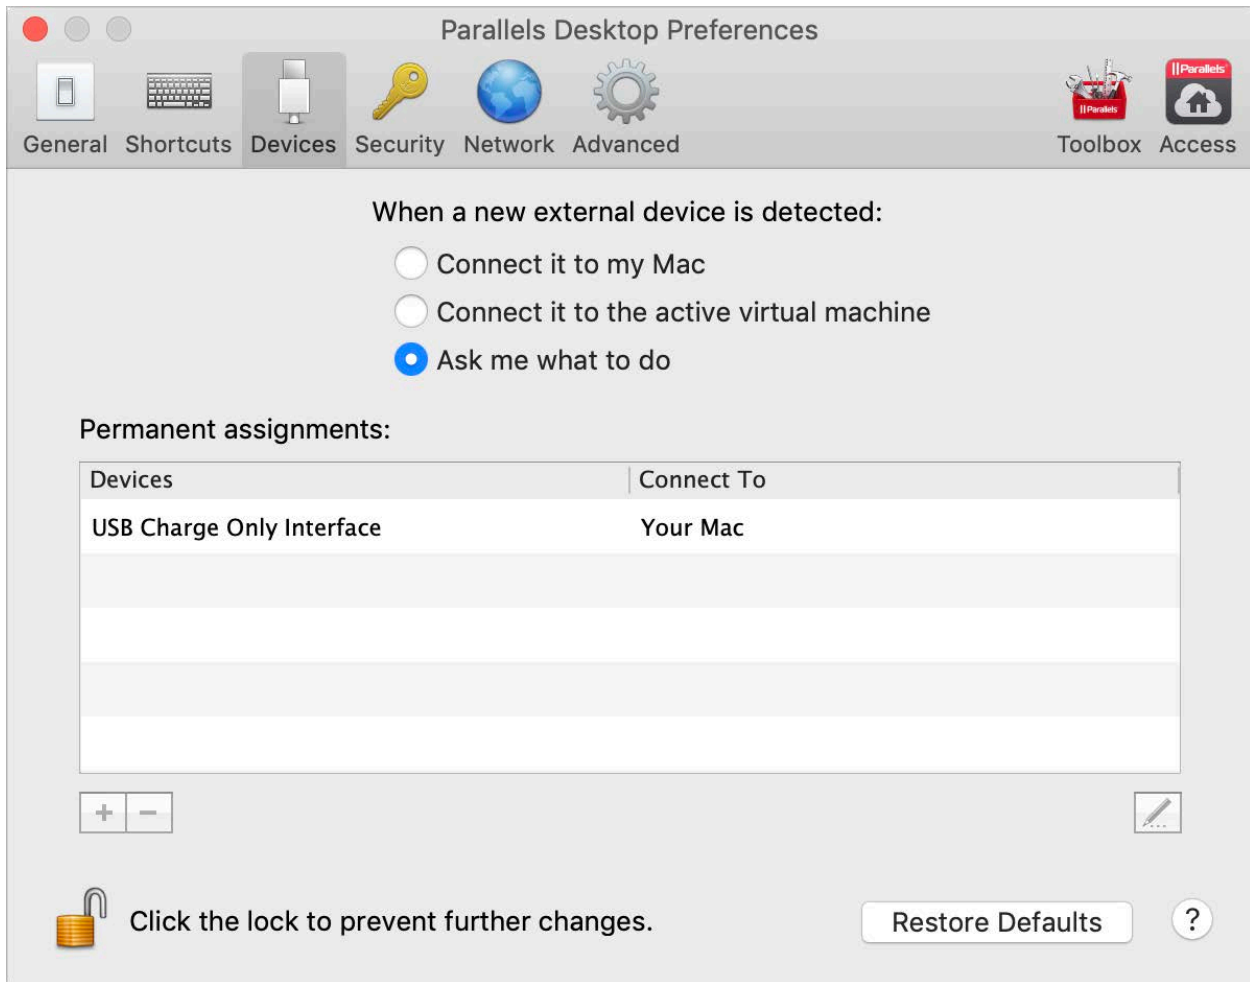 Parallels Desktop Preferences
|| Parallels
|| Parallels
General Shortcuts Devices Security Network Advanced Toolbox Access
When a new external device is detected:
Connect it to my Mac
Connect it to the active virtual machine
Ask me what to do
Permanent assignments:
Devices Connect To
USB Charge Only Interface Your Mac
+ −
Click the lock to prevent further changes. Restore Defaults ?